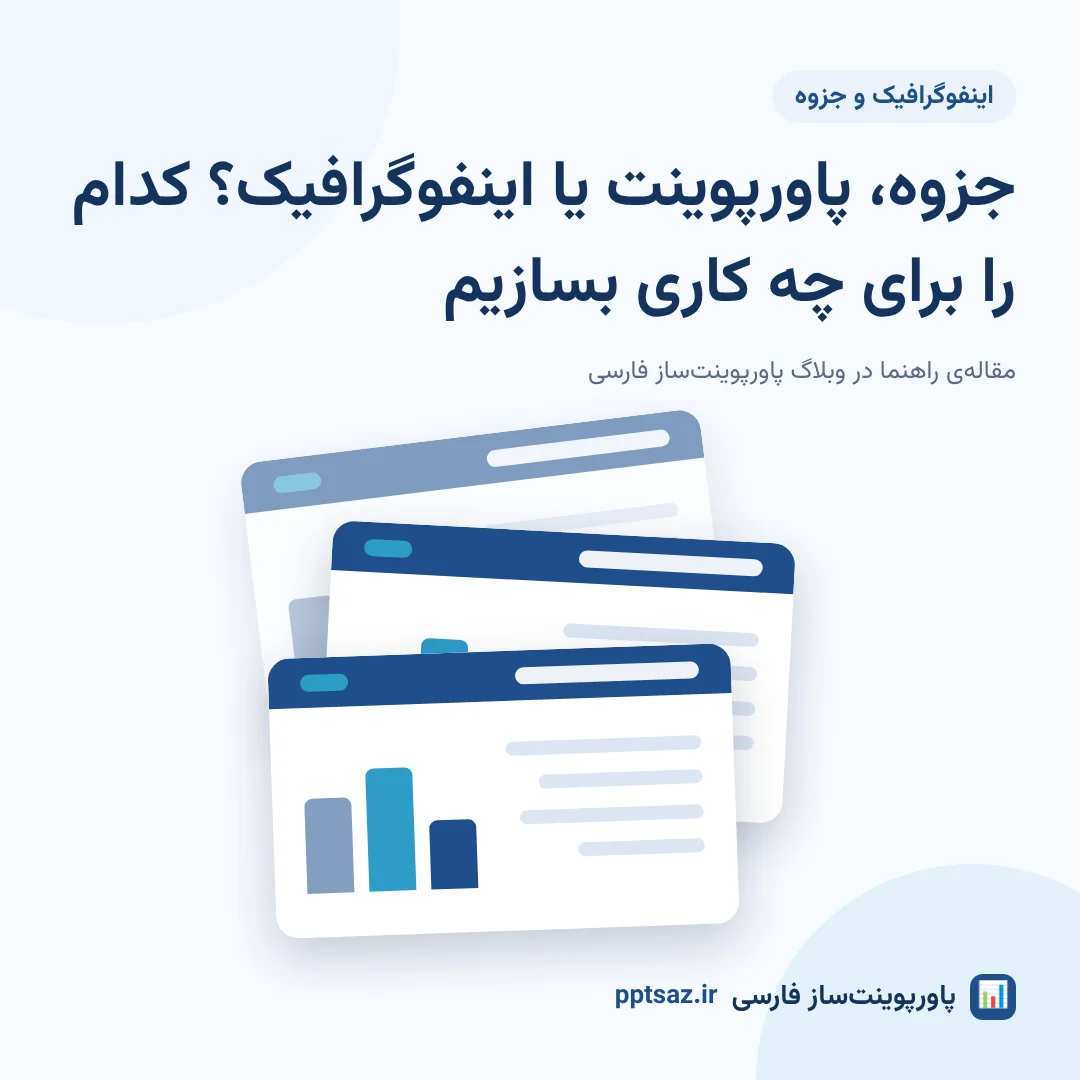 اینفوگرافیک و جزوه
جزوه، پاورپوینت یا اینفوگرافیک؟ کدام
را برای چه کاری بسازیم
مقاله‌ی راهنما در وبلاگ پاورپوینت‌ساز فارسی
پاورپوینت‌ساز فارسی pptsaz.ir